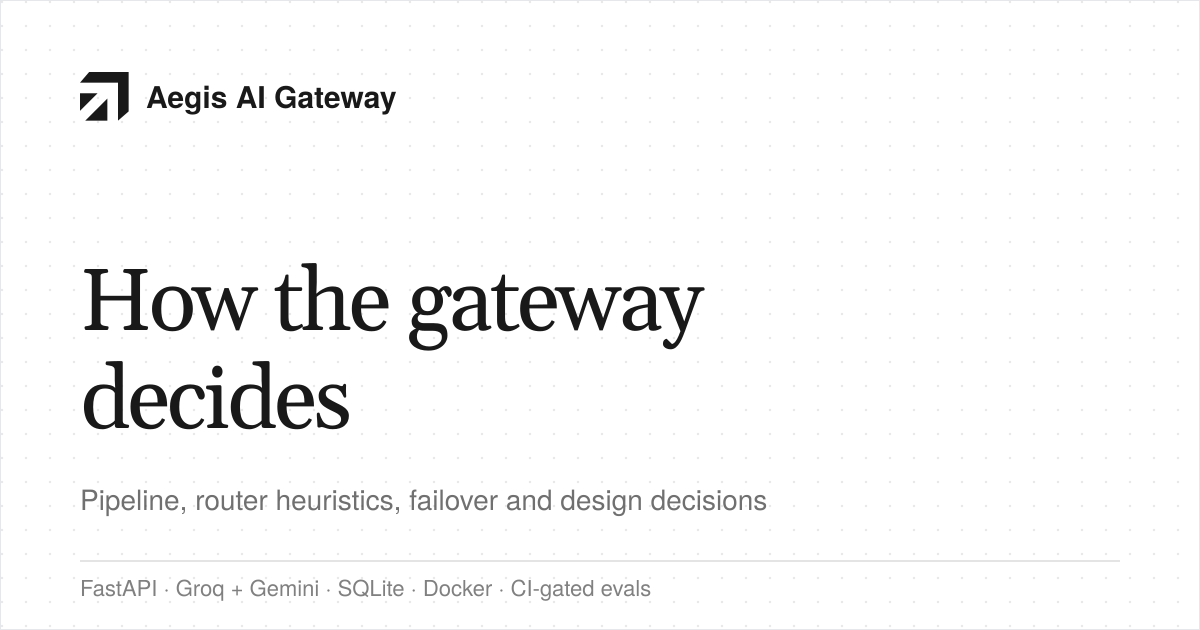 Aegis AI Gateway
How the gateway
decides
Pipeline, router heuristics, failover and design decisions
FastAPI · Groq + Gemini · SQLite · Docker · CI-gated evals